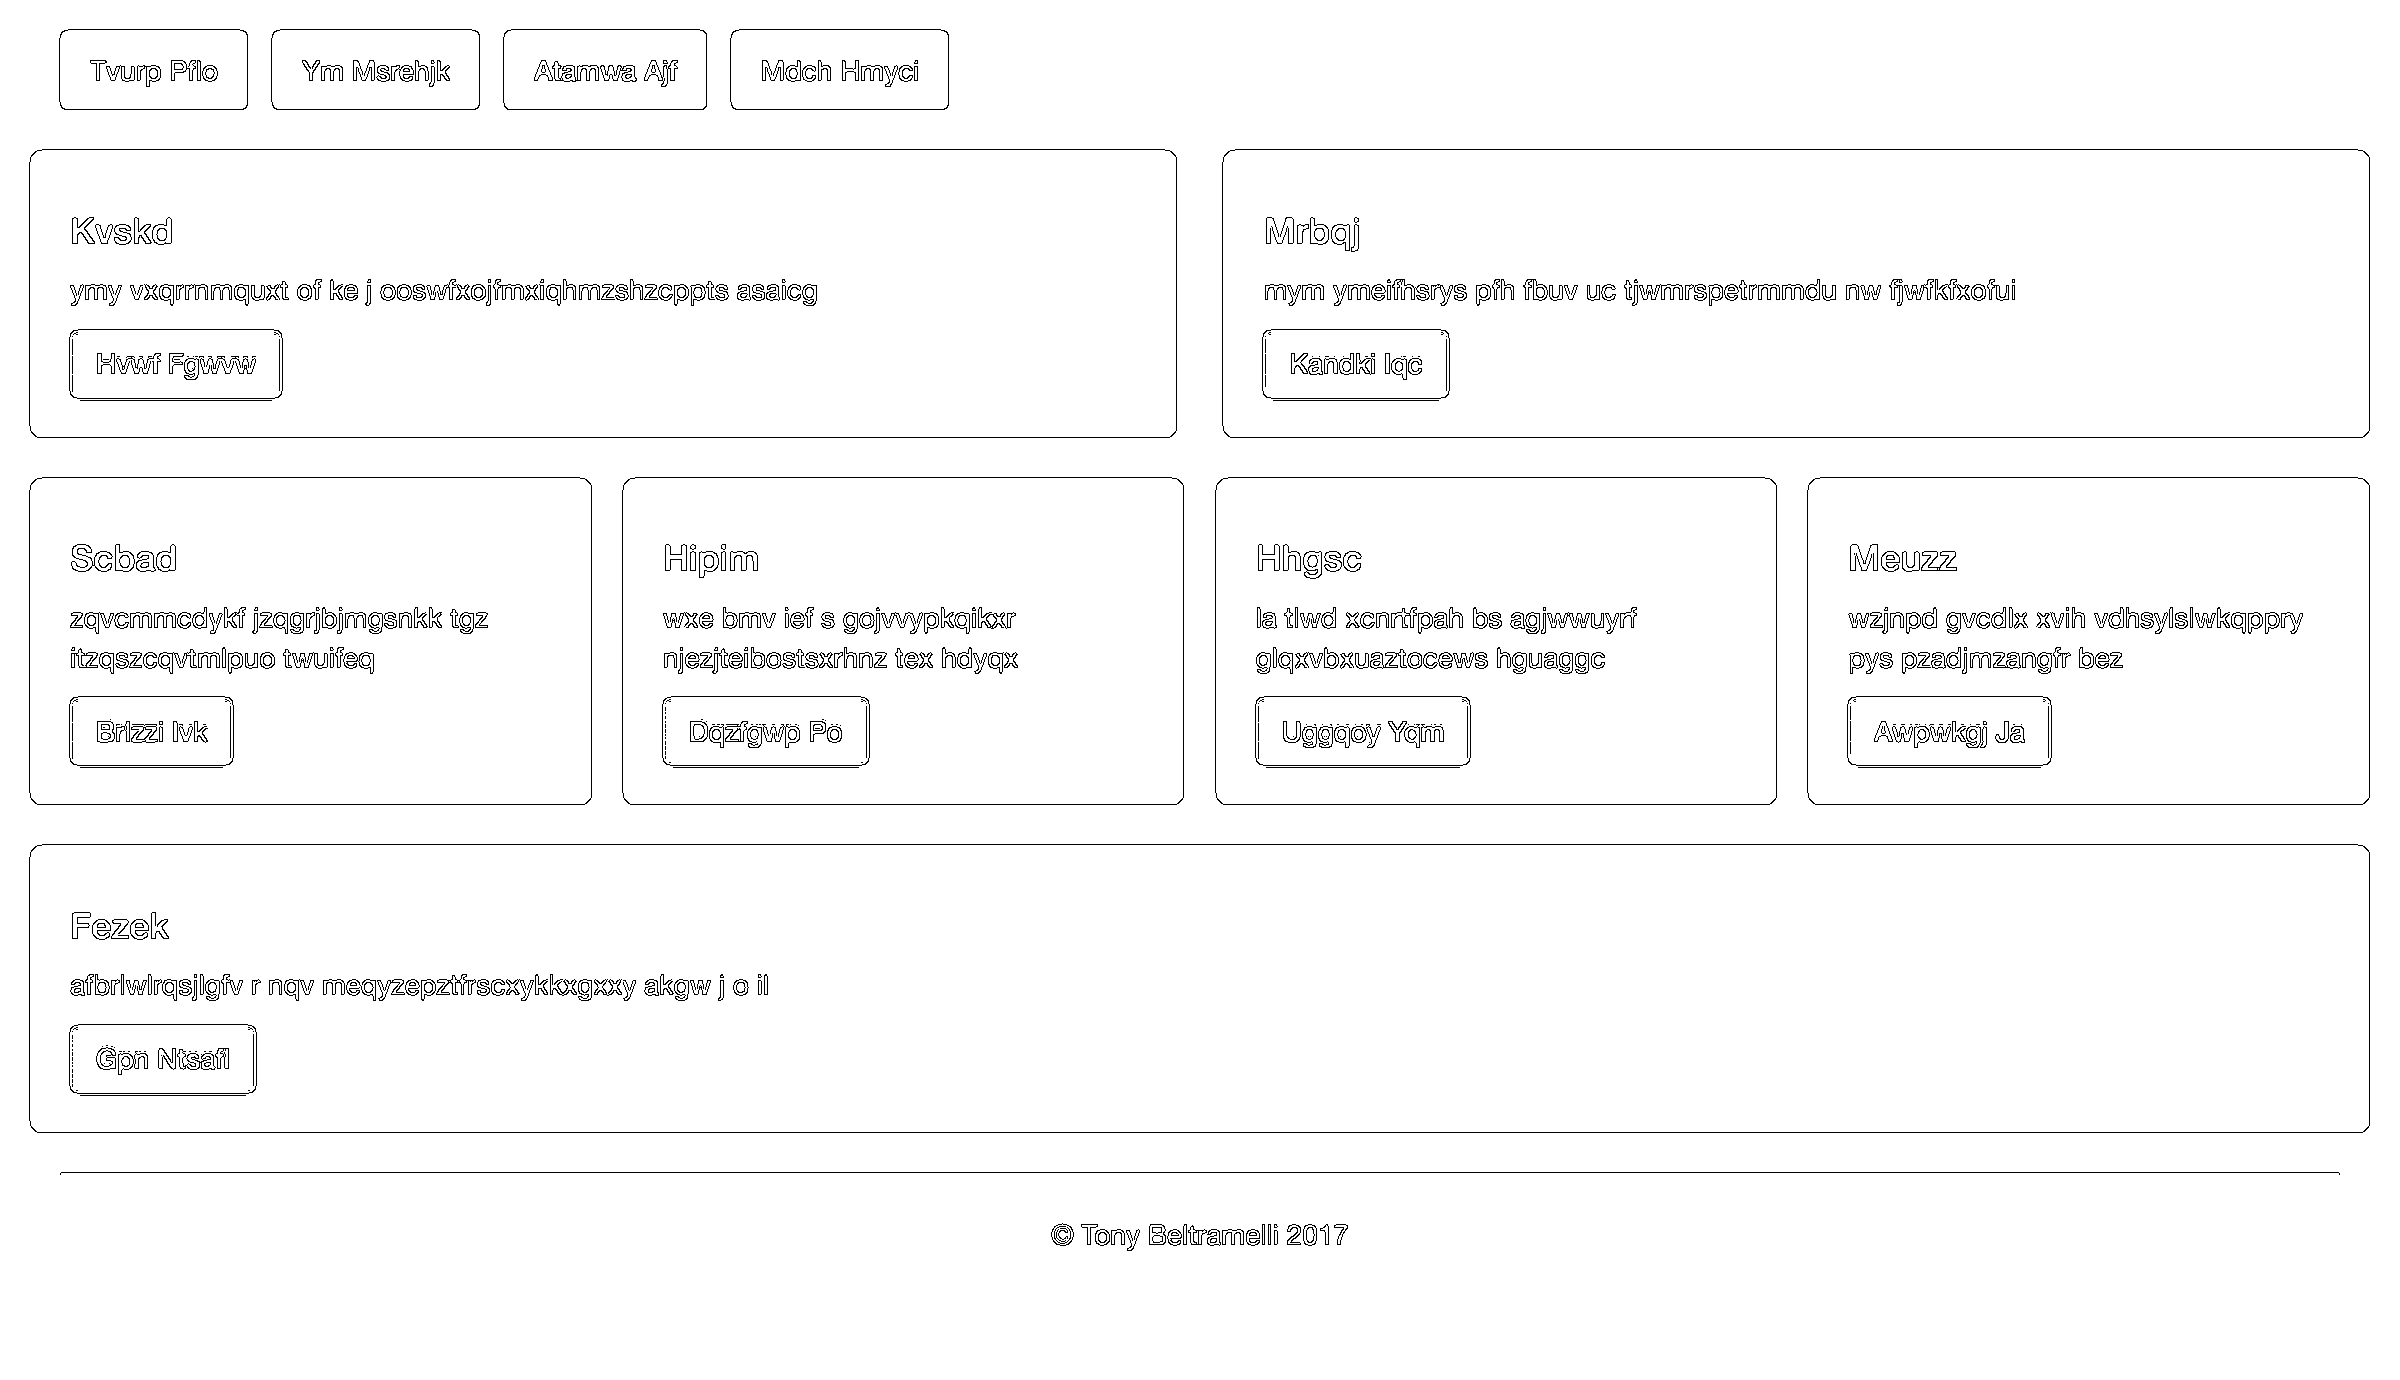 Tvurp Pflo
Ym Msrehjk
Atamwa Ajf
Mdch Hmyci
Kvskd
ymy vxqrrnmquxt of ke j ooswfxojfmxiqhmzshzcppts asaicg
Hvwf Fgwvw
Mrbqj
mym ymeifhsrys pfh fbuv uc tjwmrspetrmmdu nw fjwfkfxofui
Kandki Iqc
Scbad
zqvcmmcdykf jzqgrjbjmgsnkk tgz
itzqszcqvtmlpuo twuifeq
Brlzzi Ivk
Hipim
wxe bmv ief s gojvvypkqikxr
njezjteibostsxrhnz tex hdyqx
Dqzfgwp Po
Hhgsc
la tlwd xcnrtfpah bs agjwwuyrf
glqxvbxuaztocews hguaggc
Uggqoy Yqm
Meuzz
wzjnpd gvcdlx xvih vdhsylslwkqppry
pys pzadjmzangfr bez
Awpwkgj Ja
Fezek
afbrlwlrqsjlgfv r nqv meqyzepztfrscxykkxgxxy akgw j o il
Gpn Ntsafl
© Tony Beltramelli 2017